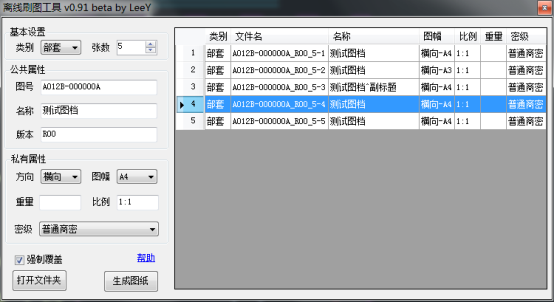 离线刷图工具 v0.91 beta by LeeY
基本设置
类别 部套 张数 5
公共属性
图号 A012B-000000A
名称 测试图档
版本 R00
私有属性
方向 横向 图幅 A4
重量 比例 1:1
密级 普通商密
强制覆盖 帮助
打开文件夹 生成图纸
类别 文件名 名称 图幅 比例 重量 密级
1 部套 A012B-000000A_R00_5-1 测试图档 横向-A4 1:1 普通商密
2 部套 A012B-000000A_R00_5-2 测试图档 横向-A3 1:1 普通商密
3 部套 A012B-000000A_R00_5-3 测试图档^副标题 横向-A4 1:1 普通商密
4 部套 A012B-000000A_R00_5-4 测试图档 横向-A4 1:1 普通商密
5 部套 A012B-000000A_R00_5-5 测试图档 横向-A4 1:1 普通商密